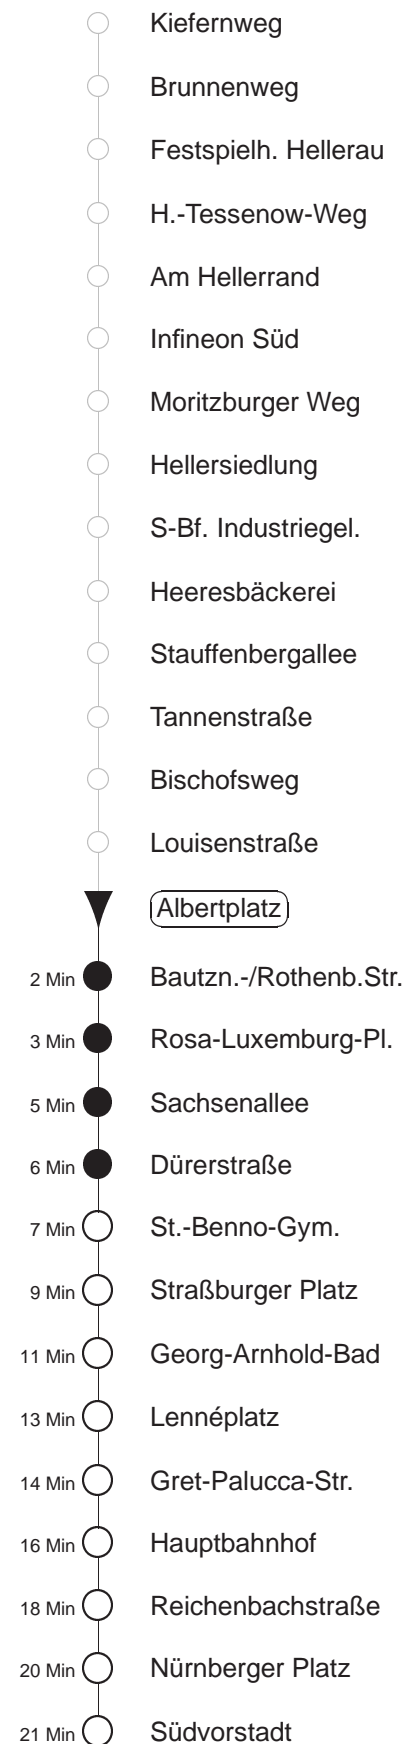 Kiefernweg
Brunnenweg
Festspielh. Hellerau
H.-Tessenow-Weg
Am Hellerrand
Infineon Süd
Moritzburger Weg
Hellersiedlung
S-Bf. Industriegel.
Heeresbäckerei
Stauffenbergallee
Tannenstraße
Bischofsweg
Louisenstraße
Albertplatz
2 Min Bautzn.-/Rothenb.Str.
3 Min Rosa-Luxemburg-Pl.
5 Min Sachsenallee
6 Min Dürerstraße
7 Min St.-Benno-Gym.
9 Min Straßburger Platz
11 Min Georg-Arnhold-Bad
13 Min Lennéplatz
14 Min Gret-Palucca-Str.
16 Min Hauptbahnhof
18 Min Reichenbachstraße
20 Min Nürnberger Platz
21 Min Südvorstadt